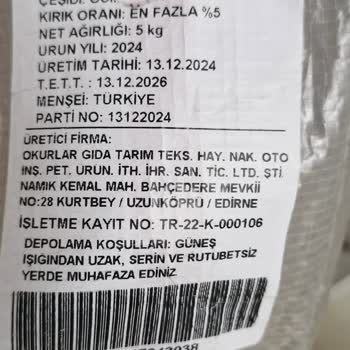 KIRIK ORANI: EN FAZLA %5
NET AĞIRLIĞI: 5 kg
URUN YILI: 2024
ÜRETİM TARİHİ: 13.12.2024
T.E.T.T. : 13.12.2026
MENŞEİ: TÜRKİYE
PARTİ NO: 13122024
ÜRETİCİ FİRMA:
OKURLAR GIDA TARIM TEKS. HAY. NAK. OTO
İNŞ. PET. URUN. İTH. İHR. SAN. TİC. LTD. ŞTİ.
NAMIK KEMAL MAH. BAHÇEDERE MEVKİİ
NO:28 KURTBEY / UZUNKÖPRÜ / EDİRNE
İŞLETME KAYIT NO: TR-22-K-000106
DEPOLAMA KOŞULLARI: GÜNEŞ
IŞIĞINDAN UZAK, SERİN VE RUTUBETSİZ
YERDE MUHAFAZA EDİNİZ